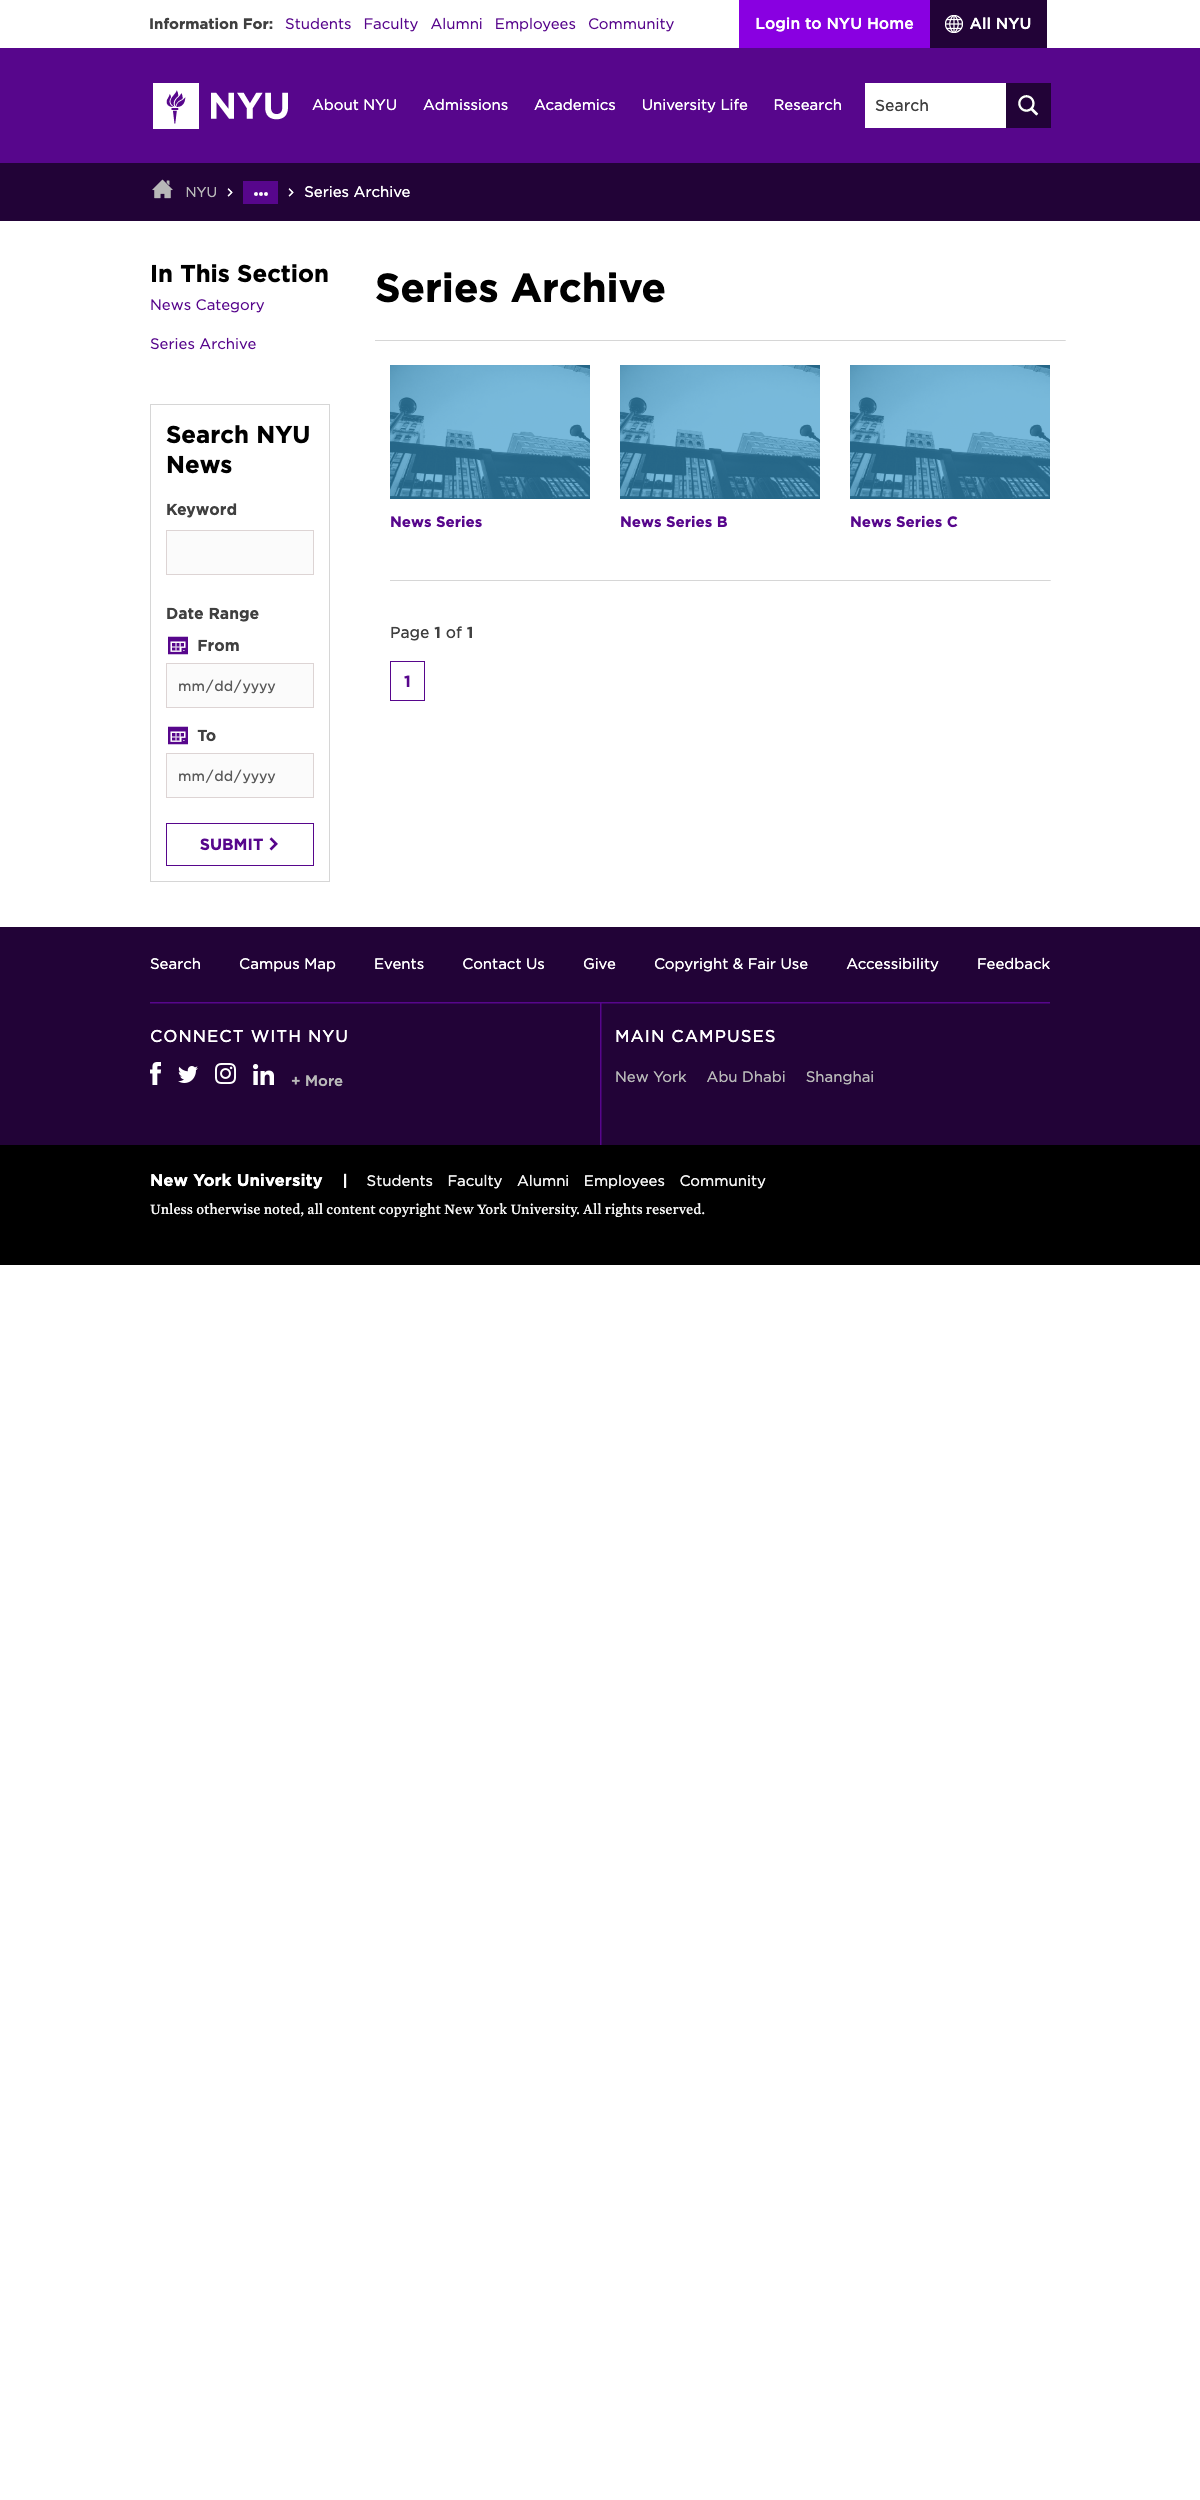 Information For: Students Faculty Alumni Employees Community Login to NYU Home All NYU
NYU About NYU Admissions Academics University Life Research Search
NYU > ••• > Series Archive
In This Section
News Category
Series Archive
Search NYU
News
Keyword
Date Range
From
mm/dd/yyyy
To
mm/dd/yyyy
SUBMIT >
Series Archive
News Series
News Series B
News Series C
Page 1 of 1
1
Search Campus Map Events Contact Us Give Copyright & Fair Use Accessibility Feedback
CONNECT WITH NYU
+ More
MAIN CAMPUSES
New York Abu Dhabi Shanghai
New York University | Students Faculty Alumni Employees Community
Unless otherwise noted, all content copyright New York University. All rights reserved.